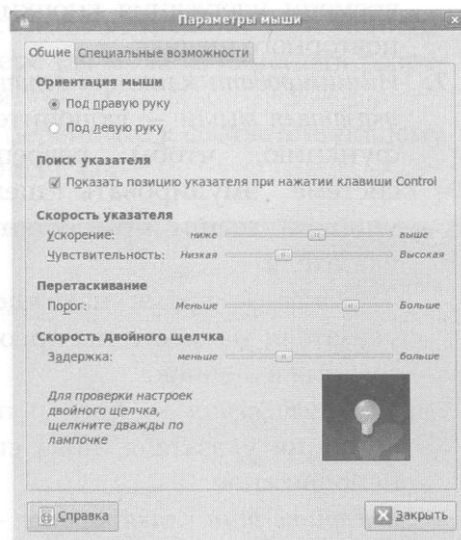 Параметры мыши
Общие
Специальные возможности
Ориентация мыши
Под правую руку
Под левую руку
Поиск указателя
Показать позицию указателя при нажатии клавиши Control
Скорость указателя
Ускорение: ниже выше
Чувствительность: Низкая Высокая
Перетаскивание
Порог: Меньше Больше
Скорость двойного щелчка
Задержка: меньше больше
Для проверки настроек
двойного щелчка,
щелкните дважды по
лампочке
Справка
Закрыть